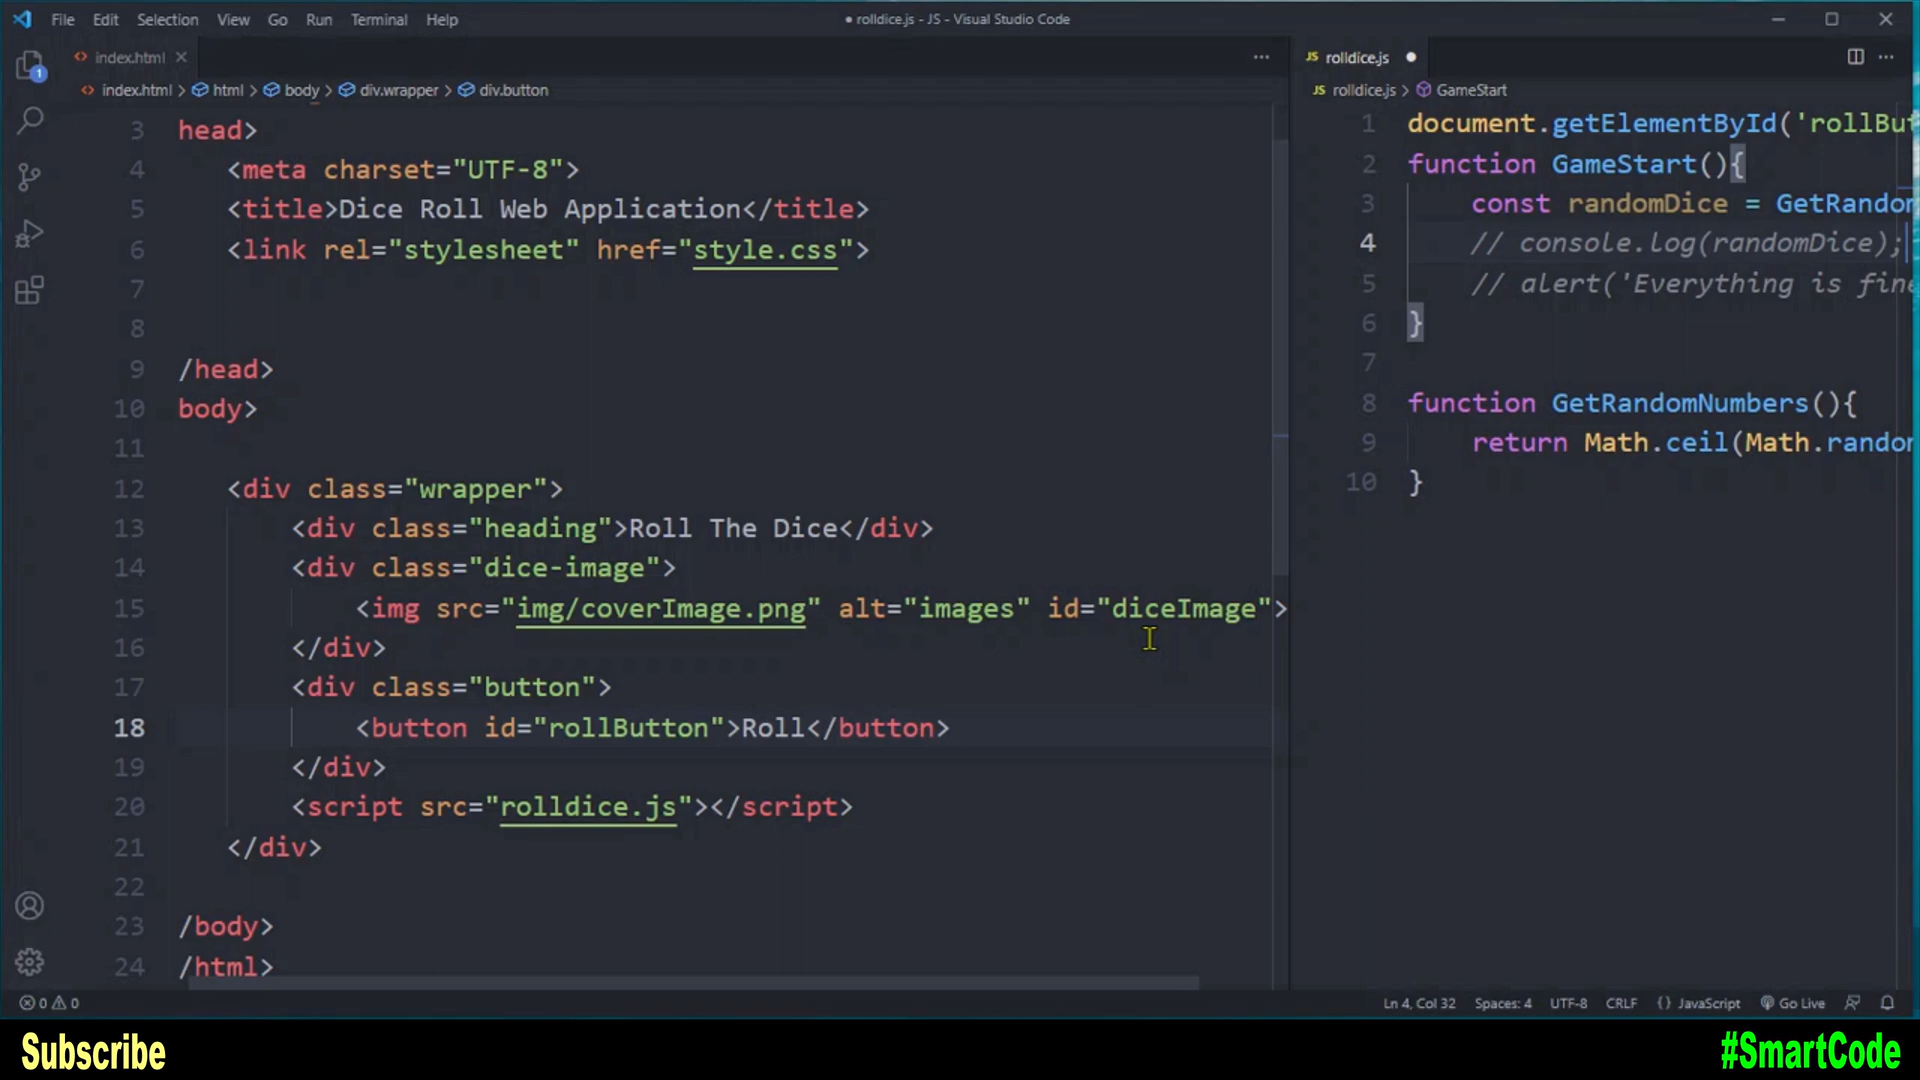 File Edit Selection View Go Run Terminal Help
● rolldice.js - JS - Visual Studio Code
1
<> index.html ×
···
<> index.html > html > body > div.wrapper > div.button
3 head>
4 <meta charset="UTF-8">
5 <title>Dice Roll Web Application</title>
6 <link rel="stylesheet" href="style.css">
7
8
9 /head>
10 body>
11
12 <div class="wrapper">
13 <div class="heading">Roll The Dice</div>
14 <div class="dice-image">
15 <img src="img/coverImage.png" alt="images" id="diceImage">
16 </div>
17 <div class="button">
18 <button id="rollButton">Roll</button>
19 </div>
20 <script src="rolldice.js"></script>
21 </div>
22
23 /body>
24 /html>
JS rolldice.js ●
···
JS rolldice.js > GameStart
1 document.getElementById('rollBu
2 function GameStart(){
3 const randomDice = GetRando
4 // console.log(randomDice);
5 // alert('Everything is fine
6 }
7
8 function GetRandomNumbers(){
9 return Math.ceil(Math.rando
10 }
0 0
Ln 4, Col 32 Spaces: 4 UTF-8 CRLF {} JavaScript Go Live
Subscribe
#SmartCode